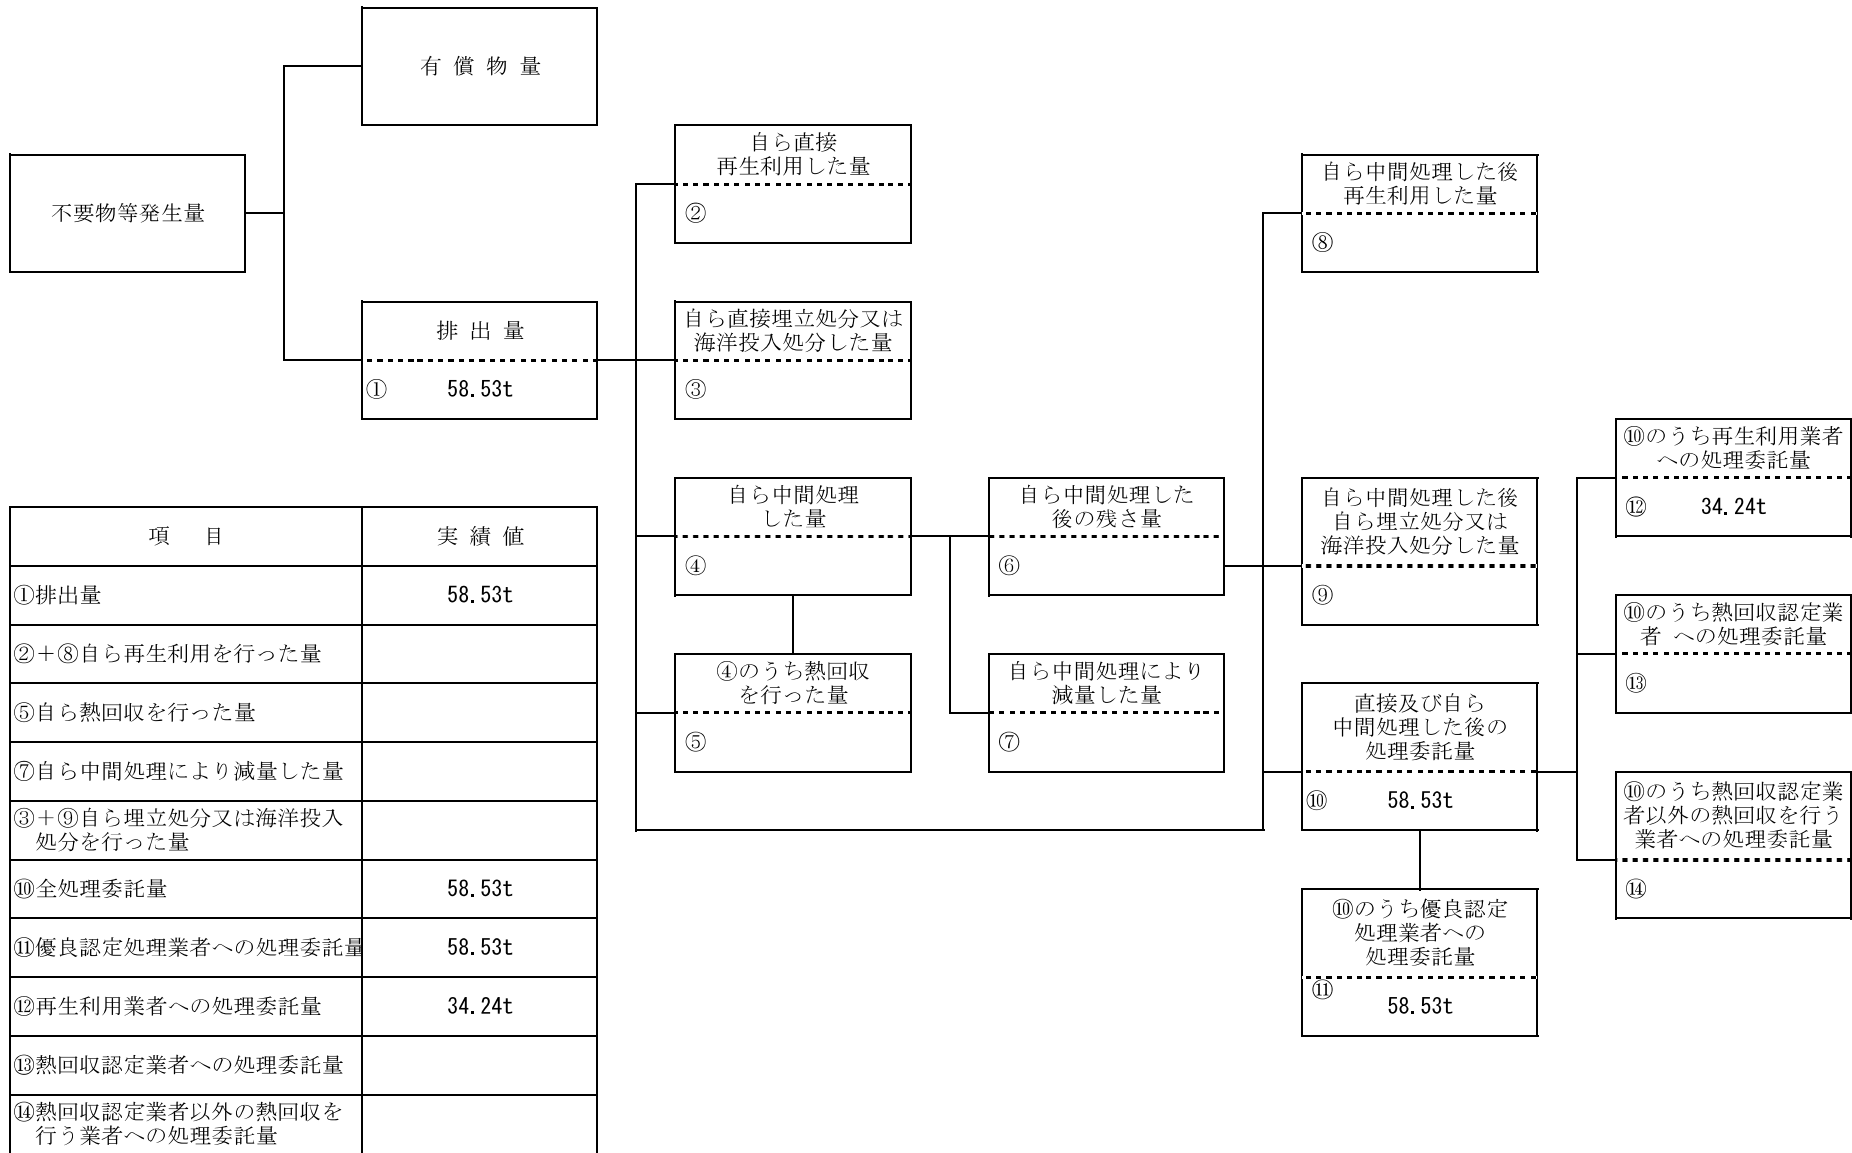 有 償 物 量
不要物等発生量
排 出 量
① 58.53t
自ら直接
再生利用した量
②
自ら直接埋立処分又は
海洋投入処分した量
③
自ら中間処理
した量
④
④のうち熱回収
を行った量
⑤
自ら中間処理した
後の残さ量
⑥
自ら中間処理により
減量した量
⑦
自ら中間処理した後
再生利用した量
⑧
自ら中間処理した後
自ら埋立処分又は
海洋投入処分した量
⑨
直接及び自ら
中間処理した後の
処理委託量
⑩ 58.53t
⑩のうち優良認定
処理業者への
処理委託量
⑪
58.53t
⑩のうち再生利用業者
への処理委託量
⑫ 34.24t
⑩のうち熱回収認定業
者 への処理委託量
⑬
⑩のうち熱回収認定業
者以外の熱回収を行う
業者への処理委託量
⑭
項 目 実 績 値
①排出量 58.53t
②＋⑧自ら再生利用を行った量
⑤自ら熱回収を行った量
⑦自ら中間処理により減量した量
③＋⑨自ら埋立処分又は海洋投入
処分を行った量
⑩全処理委託量 58.53t
⑪優良認定処理業者への処理委託量 58.53t
⑫再生利用業者への処理委託量 34.24t
⑬熱回収認定業者への処理委託量
⑭熱回収認定業者以外の熱回収を
行う業者への処理委託量